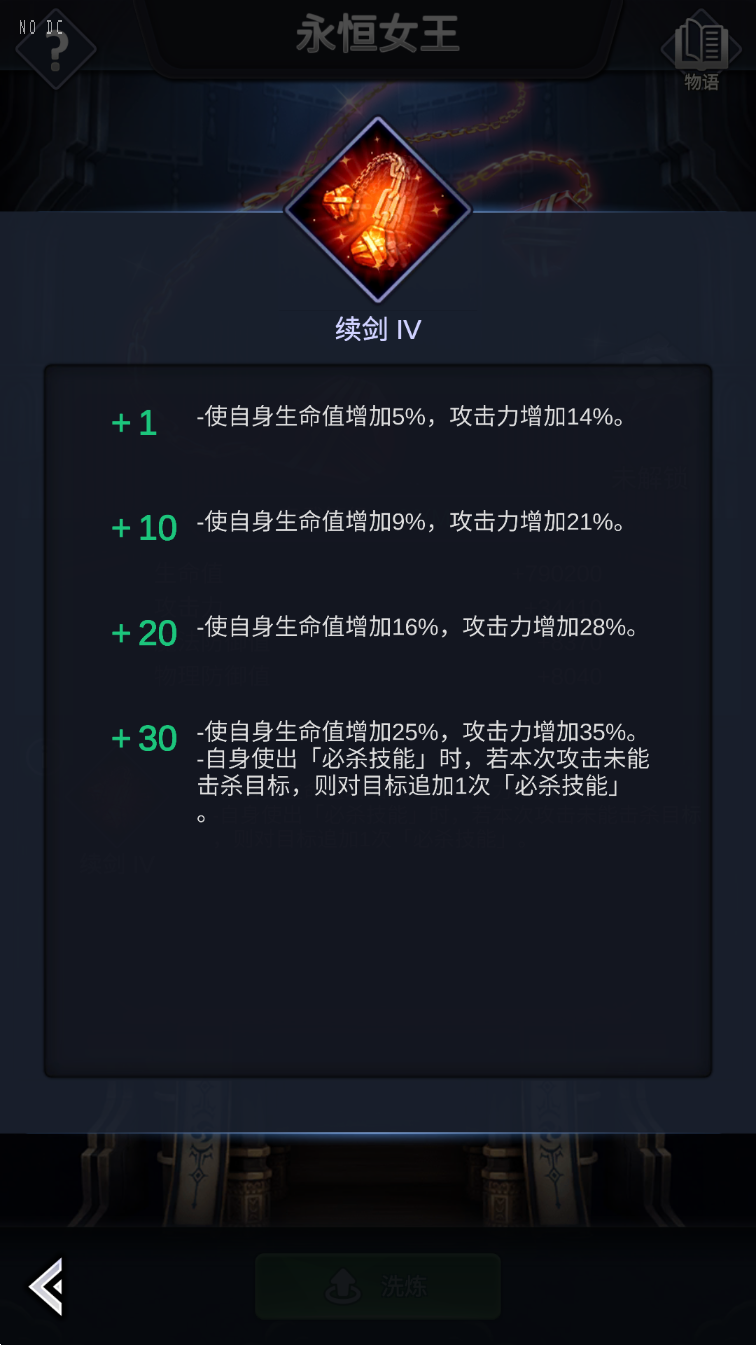 NO DC
永恒女王
物语
续剑 IV
+1
-使自身生命值增加5%，攻击力增加14%。
+10
-使自身生命值增加9%，攻击力增加21%。
+20
-使自身生命值增加16%，攻击力增加28%。
+30
-使自身生命值增加25%，攻击力增加35%。
-自身使出「必杀技能」时，若本次攻击未能
击杀目标，则对目标追加1次「必杀技能」
。
洗炼